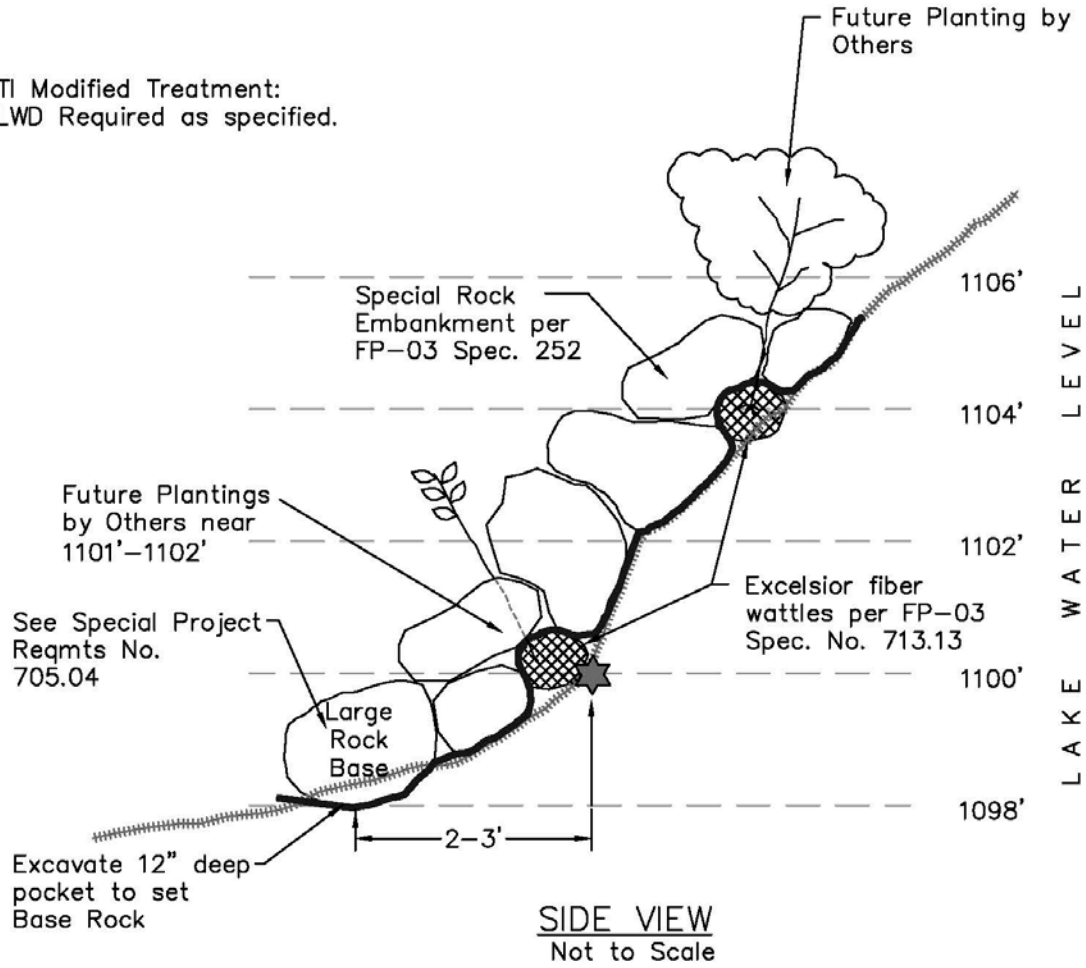 Future Planting by
Others
TI Modified Treatment:
LWD Required as specified.
1106'
Special Rock
Embankment per
FP-03 Spec. 252
1104'
Future Plantings
by Others near
1101'-1102'
1102'
Excelsior fiber
wattles per FP-03
Spec. No. 713.13
See Special Project
Reqmts No.
705.04
1100'
Large
Rock
Base
1098'
2-3'
Excavate 12" deep
pocket to set
Base Rock
LAKE WATER LEVEL
SIDE VIEW
Not to Scale